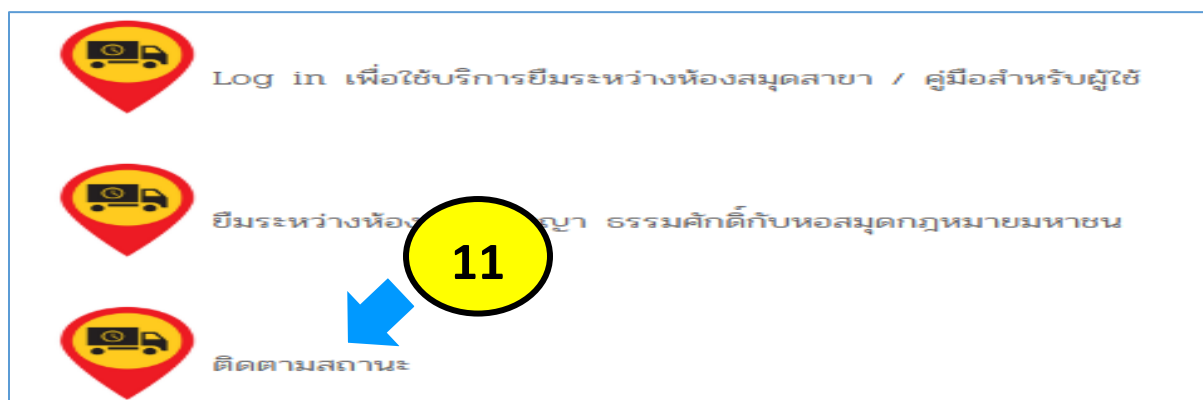 Log in เพื่อใช้บริการยืมระหว่างห้องสมุดสาขา / คู่มือสำหรับผู้ใช้
ยืมระหว่างห้อง ญา ธรรมศักดิ์กับหอสมุดกฎหมายมหาชน
11
ติดตามสถานะ